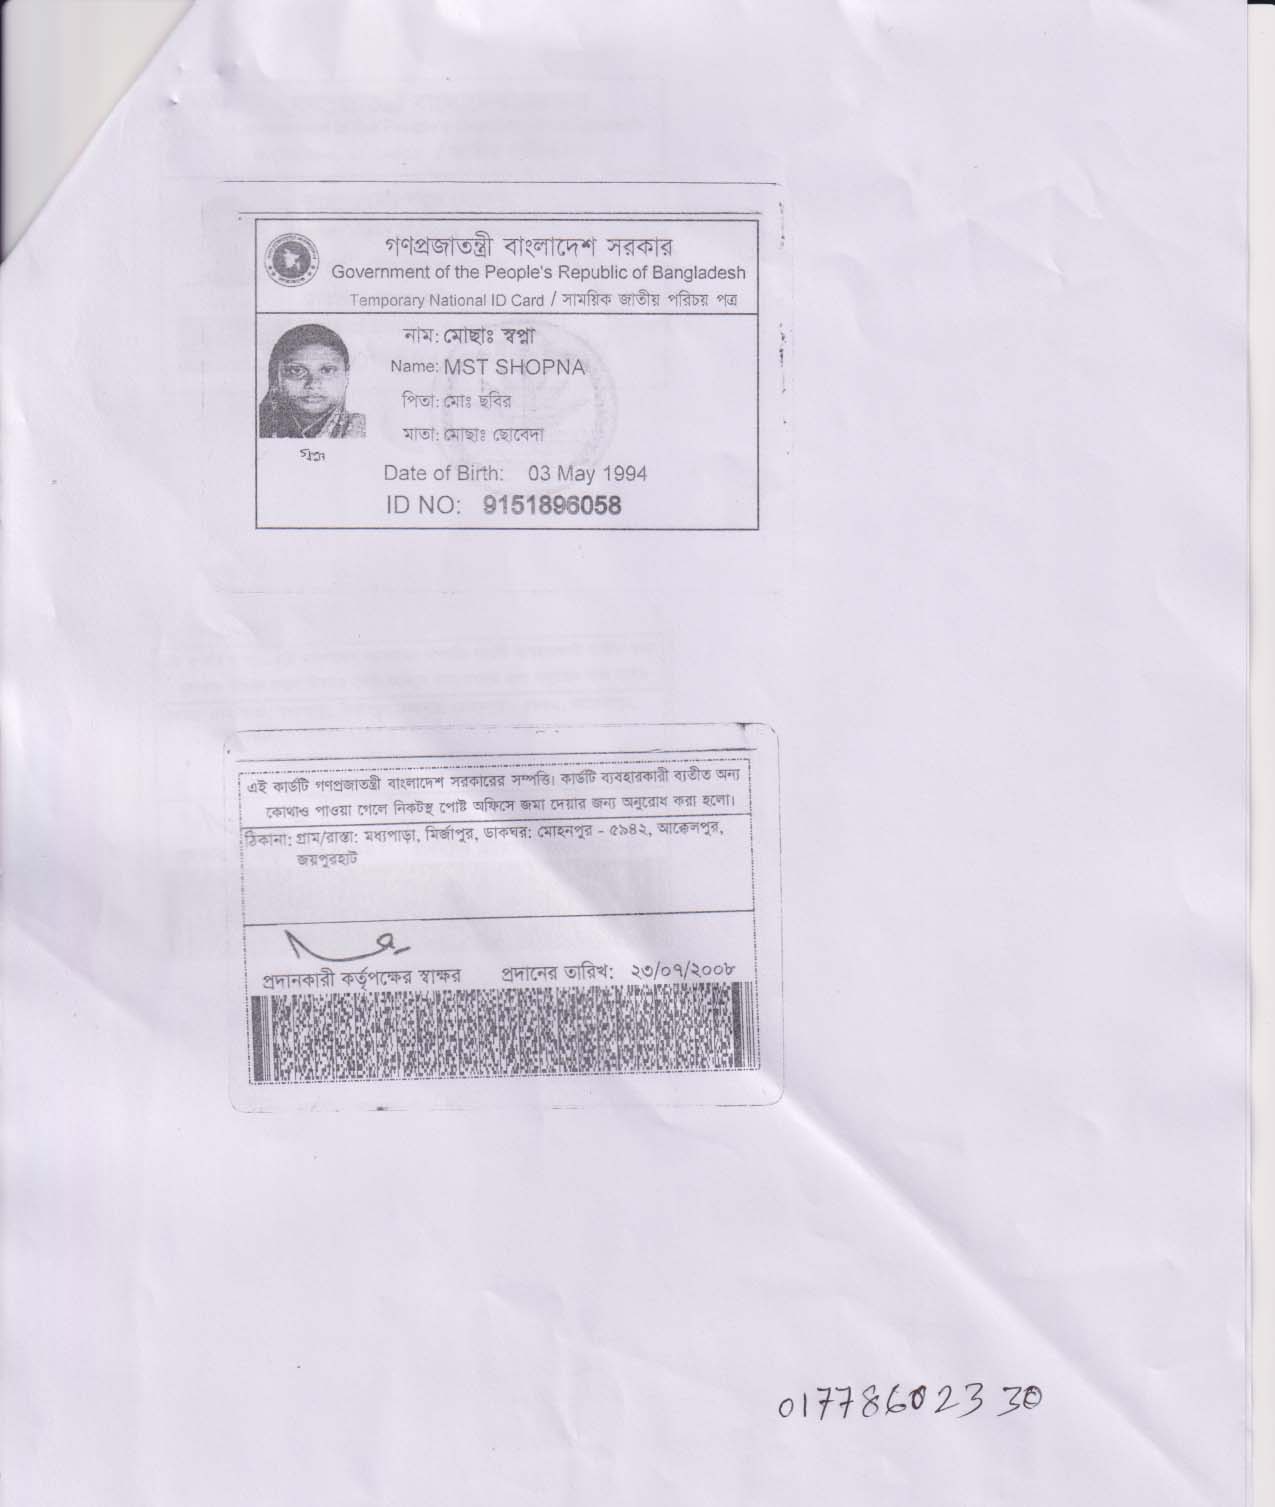 গণপ্রজাতন্ত্রী বাংলাদেশ সরকার
Government of the People's Republic of Bangladesh
Temporary National ID Card / সাময়িক জাতীয় পরিচয় পত্র
নাম: মোছাঃ স্বপ্না
Name: MST SHOPNA
পিতা: মোঃ ছবির
মাতা: মোছাঃ ছোবেদা
স্বপ্না
Date of Birth: 03 May 1994
ID NO: 9151896058
এই কার্ডটি গণপ্রজাতন্ত্রী বাংলাদেশ সরকারের সম্পত্তি। কার্ডটি ব্যবহারকারী ব্যতীত অন্য
কোথাও পাওয়া গেলে নিকটস্থ পোষ্ট অফিসে জমা দেয়ার জন্য অনুরোধ করা হলো।
ঠিকানা: গ্রাম/রাস্তা: মধ্যপাড়া, মির্জাপুর, ডাকঘর: মোহনপুর - ৫৯৪২, আক্কেলপুর,
জয়পুরহাট
প্রদানকারী কর্তৃপক্ষের স্বাক্ষর প্রদানের তারিখ: ২৩/০৭/২০০৮
01778602330